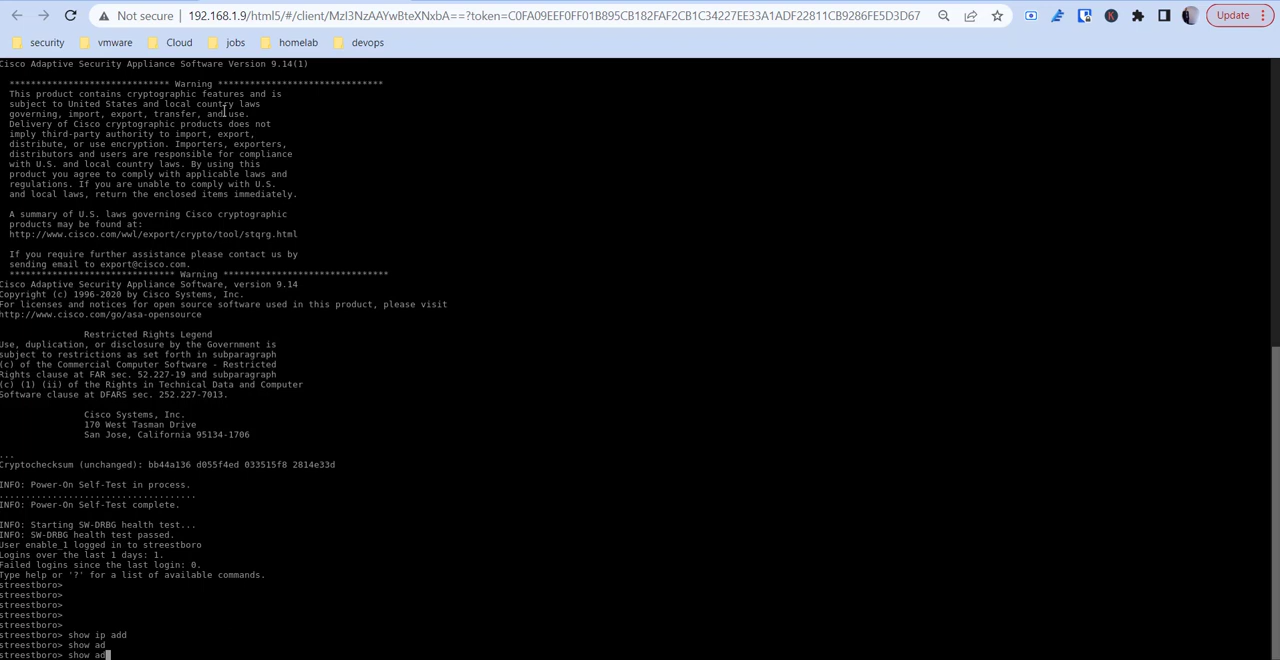 Not secure
192.168.1.9/html5/#/client/MzI3NzAAYwBteXNxbA==?token=C0FA09EEF0FF01B895CB182FAF2CB1C34227EE33A1ADF22811CB9286FE5D3D67
K
Update
security
vmware
Cloud
jobs
homelab
devops
Cisco Adaptive Security Appliance Software Version 9.14(1)
****************************** Warning *******************************
This product contains cryptographic features and is
subject to United States and local country laws
governing, import, export, transfer, and use.
Delivery of Cisco cryptographic products does not
imply third-party authority to import, export,
distribute, or use encryption. Importers, exporters,
distributors and users are responsible for compliance
with U.S. and local country laws. By using this
product you agree to comply with applicable laws and
regulations. If you are unable to comply with U.S.
and local laws, return the enclosed items immediately.
A summary of U.S. laws governing Cisco cryptographic
products may be found at:
http://www.cisco.com/wwl/export/crypto/tool/stqrg.html
If you require further assistance please contact us by
sending email to export@cisco.com.
******************************* Warning *******************************
Cisco Adaptive Security Appliance Software, version 9.14
Copyright (c) 1996-2020 by Cisco Systems, Inc.
For licenses and notices for open source software used in this product, please visit
http://www.cisco.com/go/asa-opensource
Restricted Rights Legend
Use, duplication, or disclosure by the Government is
subject to restrictions as set forth in subparagraph
(c) of the Commercial Computer Software - Restricted
Rights clause at FAR sec. 52.227-19 and subparagraph
(c) (1) (ii) of the Rights in Technical Data and Computer
Software clause at DFARS sec. 252.227-7013.
Cisco Systems, Inc.
170 West Tasman Drive
San Jose, California 95134-1706
...
Cryptochecksum (unchanged): bb44a136 d055f4ed 033515f8 2814e33d
INFO: Power-On Self-Test in process.
.....................................
INFO: Power-On Self-Test complete.
INFO: Starting SW-DRBG health test...
INFO: SW-DRBG health test passed.
User enable_1 logged in to streestboro
Logins over the last 1 days: 1.
Failed logins since the last login: 0.
Type help or '?' for a list of available commands.
streestboro>
streestboro>
streestboro>
streestboro>
streestboro>
streestboro> show ip add
streestboro> show ad
streestboro> show ad